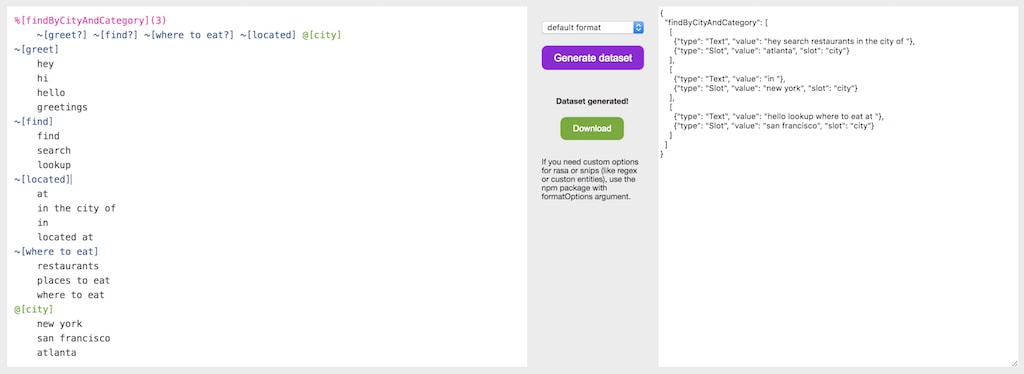 %[findByCityAndCategory](3)
~[greet?] ~[find?] ~[where to eat?] ~[located] @[city]
~[greet]
hey
hi
hello
greetings
~[find]
find
search
lookup
~[located]
at
in the city of
in
located at
~[where to eat]
restaurants
places to eat
where to eat
@[city]
new york
san francisco
atlanta
default format
Generate dataset
Dataset generated!
Download
If you need custom options
for rasa or snips (like regex
or custon entities), use the
npm package with
formatOptions argument.
{
"findByCityAndCategory": [
[
{"type": "Text", "value": "hey search restaurants in the city of "},
{"type": "Slot", "value": "atlanta", "slot": "city"}
],
[
{"type": "Text", "value": "in "},
{"type": "Slot", "value": "new york", "slot": "city"}
],
[
{"type": "Text", "value": "hello lookup where to eat at "},
{"type": "Slot", "value": "san francisco", "slot": "city"}
]
]
}